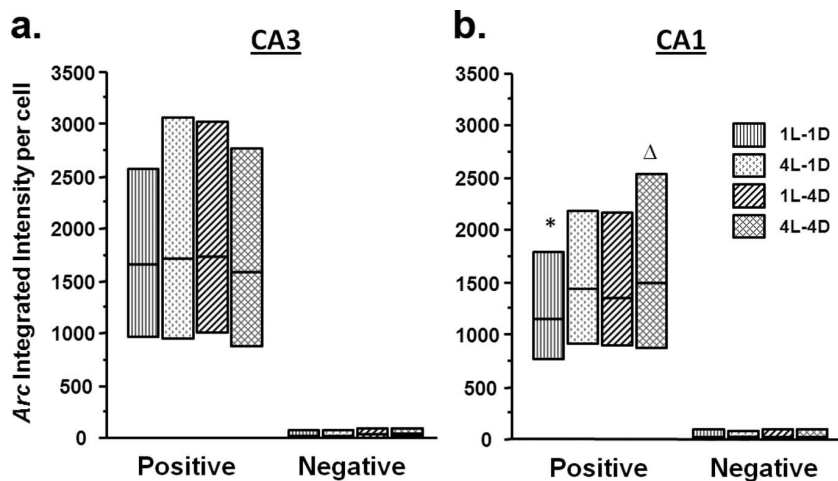 a.
CA3
Arc Integrated Intensity per cell
3500
3000
2500
2000
1500
1000
500
0
Positive
Negative
b.
CA1
3500
3000
2500
2000
1500
1000
500
0
*
Δ
Positive
Negative
1L-1D
4L-1D
1L-4D
4L-4D